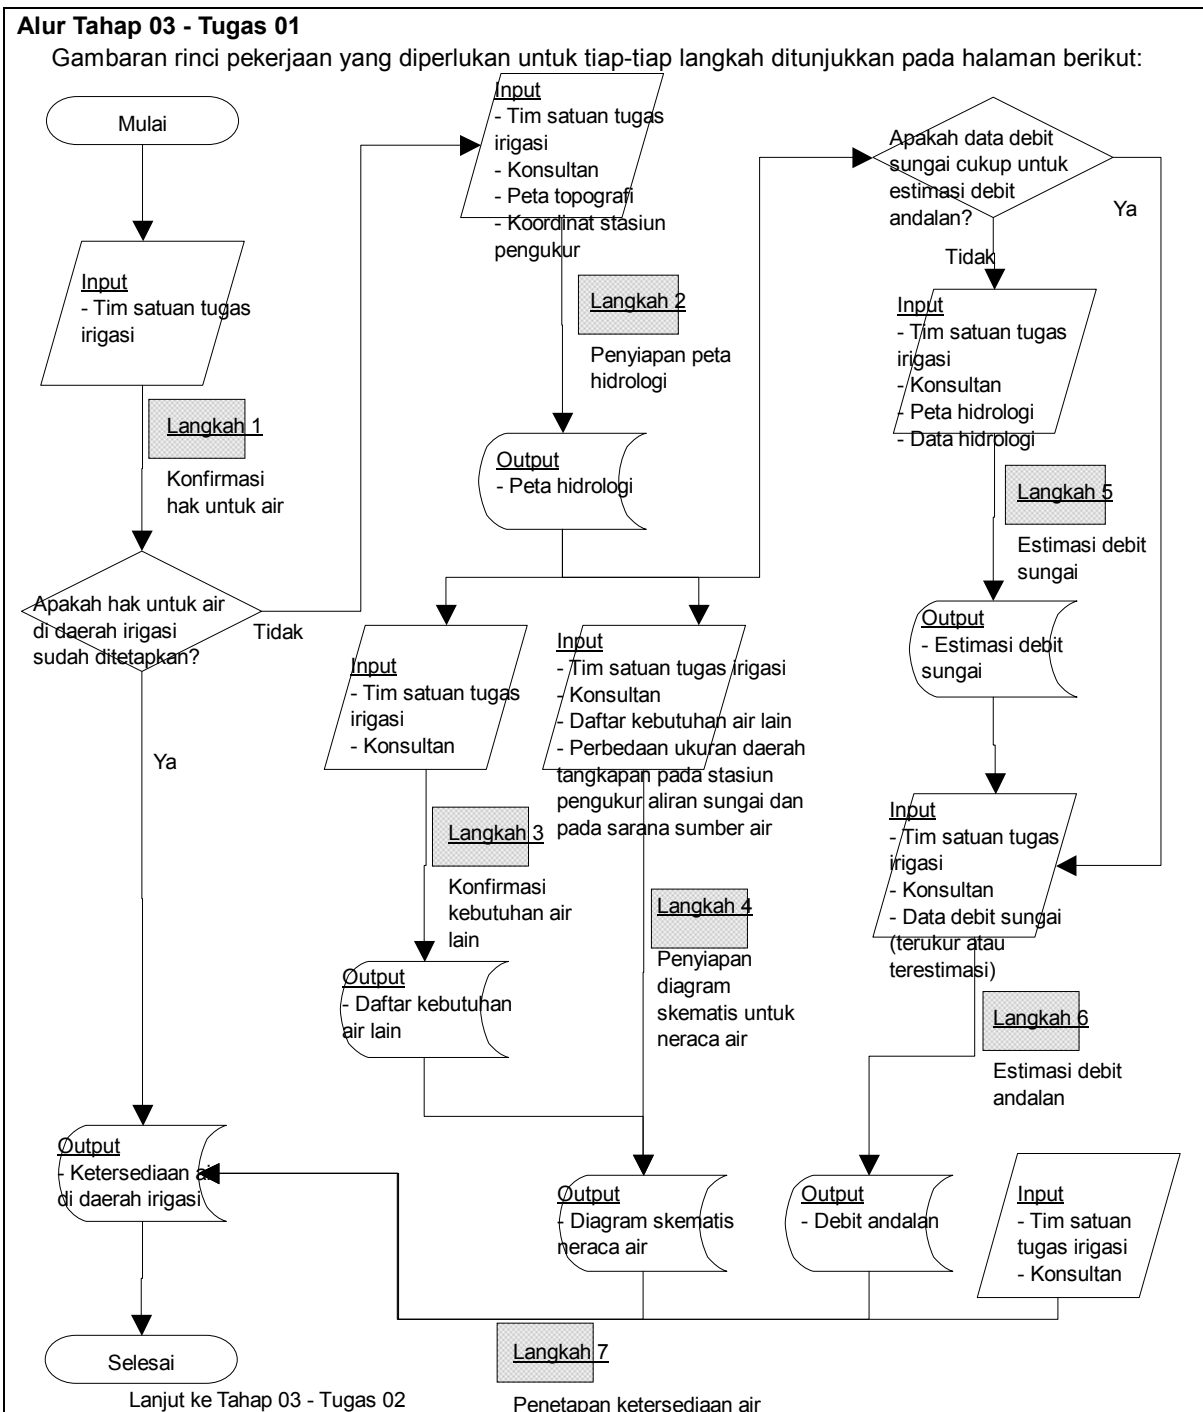 Alur Tahap 03 - Tugas 01
Gambaran rinci pekerjaan yang diperlukan untuk tiap-tiap langkah ditunjukkan pada halaman berikut:
Mulai
Input
- Tim satuan tugas
irigasi
Langkah 1
Konfirmasi
hak untuk air
Apakah hak untuk air
di daerah irigasi
sudah ditetapkan?
Tidak
Ya
Input
- Tim satuan tugas
irigasi
- Konsultan
- Peta topografi
- Koordinat stasiun
pengukur
Langkah 2
Penyiapan peta
hidrologi
Output
- Peta hidrologi
Input
- Tim satuan tugas
irigasi
- Konsultan
Langkah 3
Konfirmasi
kebutuhan air
lain
Output
- Daftar kebutuhan
air lain
Input
- Tim satuan tugas irigasi
- Konsultan
- Daftar kebutuhan air lain
- Perbedaan ukuran daerah
tangkapan pada stasiun
pengukur aliran sungai dan
pada sarana sumber air
Langkah 4
Penyiapan
diagram
skematis untuk
neraca air
Output
- Diagram skematis
neraca air
Apakah data debit
sungai cukup untuk
estimasi debit
andalan?
Ya
Tidak
Input
- Tim satuan tugas
irigasi
- Konsultan
- Peta hidrologi
- Data hidrologi
Langkah 5
Estimasi debit
sungai
Output
- Estimasi debit
sungai
Input
- Tim satuan tugas
irigasi
- Konsultan
- Data debit sungai
(terukur atau
terestimasi)
Langkah 6
Estimasi debit
andalan
Output
- Debit andalan
Input
- Tim satuan
tugas irigasi
- Konsultan
Langkah 7
Penetapan ketersediaan air
Output
- Ketersediaan air
di daerah irigasi
Selesai
Lanjut ke Tahap 03 - Tugas 02